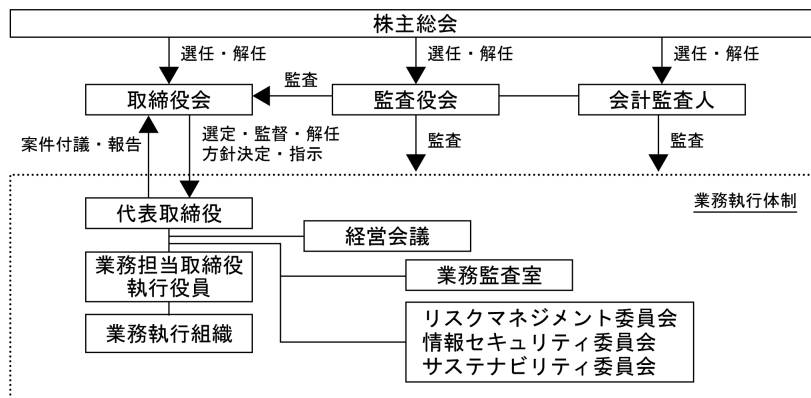 株主総会
選任・解任
選任・解任
選任・解任
取締役会
監査
監査役会
会計監査人
案件付議・報告
選定・監督・解任
方針決定・指示
監査
監査
業務執行体制
代表取締役
経営会議
業務担当取締役
執行役員
業務監査室
業務執行組織
リスクマネジメント委員会
情報セキュリティ委員会
サステナビリティ委員会